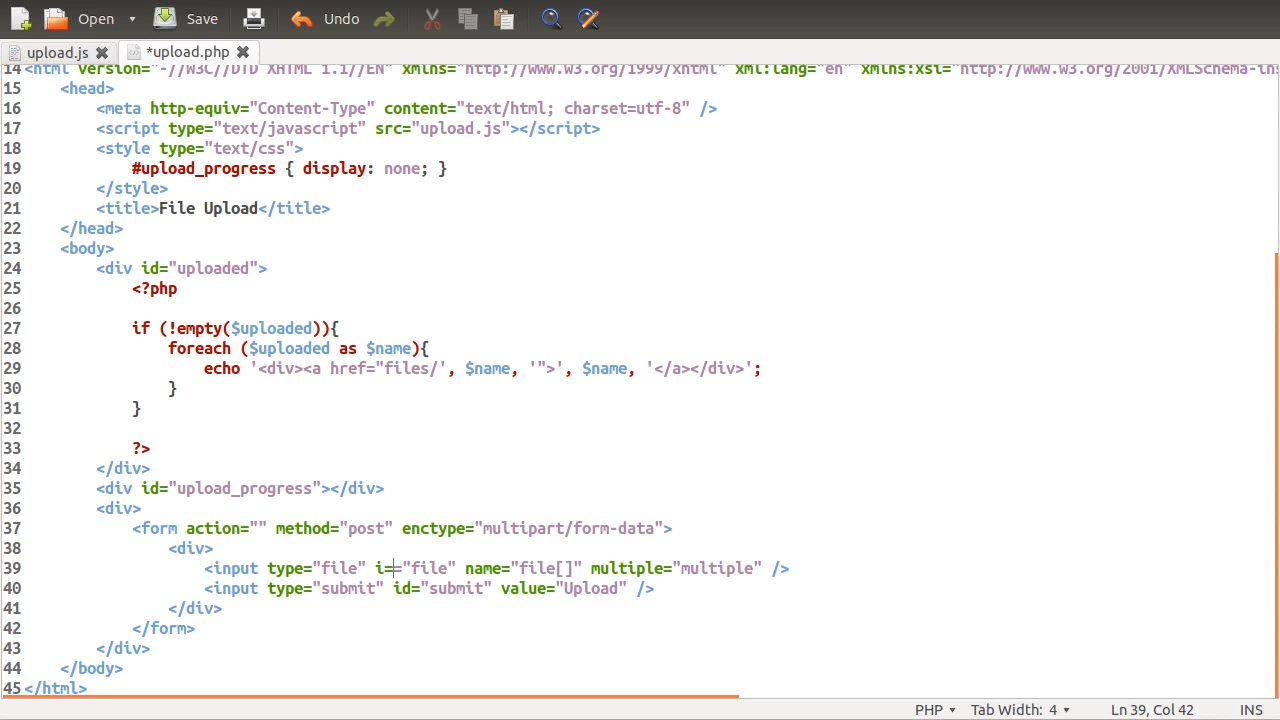 Open Save Undo
upload.js *upload.php
14 <html version="-//W3C//DTD XHTML 1.1//EN" xmlns="http://www.w3.org/1999/xhtml" xml:lang="en" xmlns:xsi="http://www.w3.org/2001/XMLSchema-ins
15 <head>
16 <meta http-equiv="Content-Type" content="text/html; charset=utf-8" />
17 <script type="text/javascript" src="upload.js"></script>
18 <style type="text/css">
19 #upload_progress { display: none; }
20 </style>
21 <title>File Upload</title>
22 </head>
23 <body>
24 <div id="uploaded">
25 <?php
26
27 if (!empty($uploaded)){
28 foreach ($uploaded as $name){
29 echo '<div><a href="files/', $name, '">', $name, '</a></div>';
30 }
31 }
32
33 ?>
34 </div>
35 <div id="upload_progress"></div>
36 <div>
37 <form action="" method="post" enctype="multipart/form-data">
38 <div>
39 <input type="file" i=="file" name="file[]" multiple="multiple" />
40 <input type="submit" id="submit" value="Upload" />
41 </div>
42 </form>
43 </div>
44 </body>
45 </html>
PHP Tab Width: 4 Ln 39, Col 42 INS